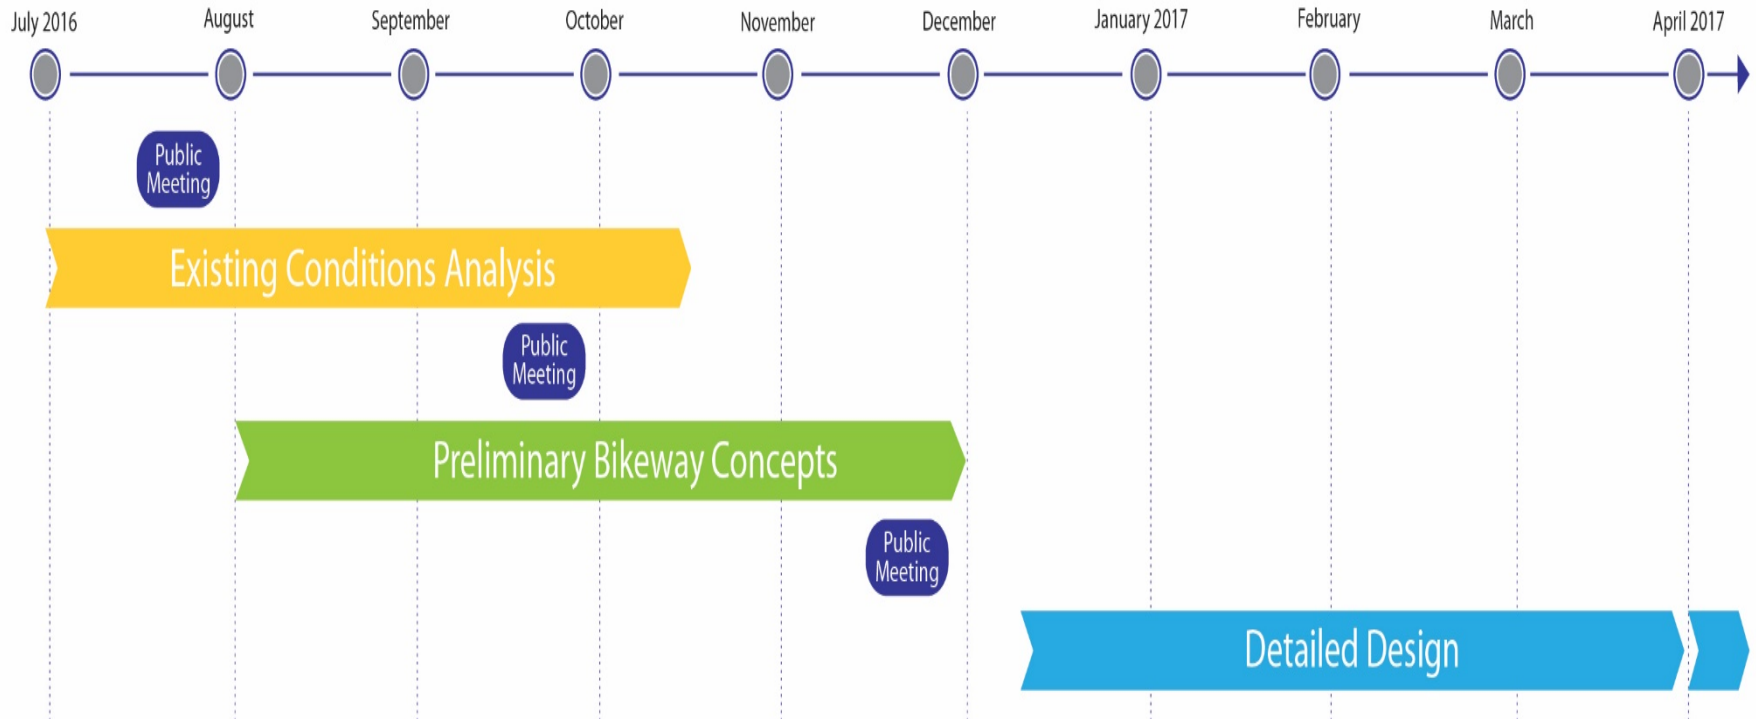 July 2016
August
September
October
November
December
January 2017
February
March
April 2017
Public
Meeting
Existing Conditions Analysis
Public
Meeting
Preliminary Bikeway Concepts
Public
Meeting
Detailed Design